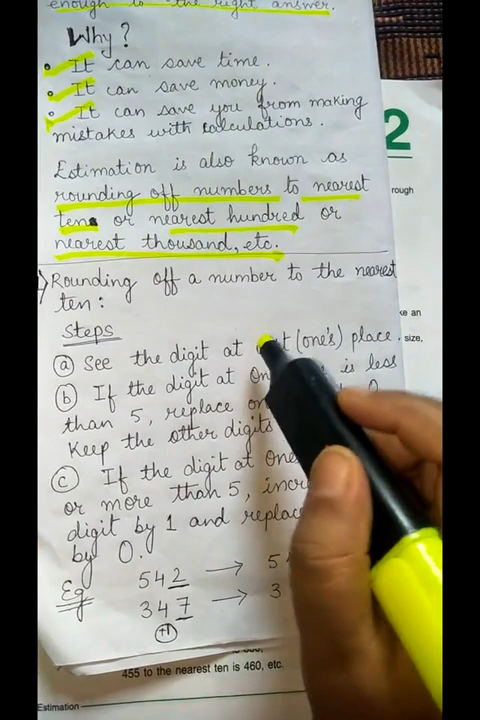 enough to the right answer.
Why?
• It can save time.
• It can save money.
• It can save you from making
mistakes with calculations.
Estimation is also known as
rounding off numbers to nearest
ten or nearest hundred or
nearest thousand, etc.
Rounding off a number to the nearest
ten:
Steps
(a) See the digit at (one's) place.
(b) If the digit at is less
than 5, replace 0.
Keep the other digits
(c) If the digit at
or more than 5,
digit by 1 and replace
by 0.
Eg 542 → 5
347 → 3
+1
2
rough
ke an
size,
455 to the nearest ten is 460, etc.
Estimation